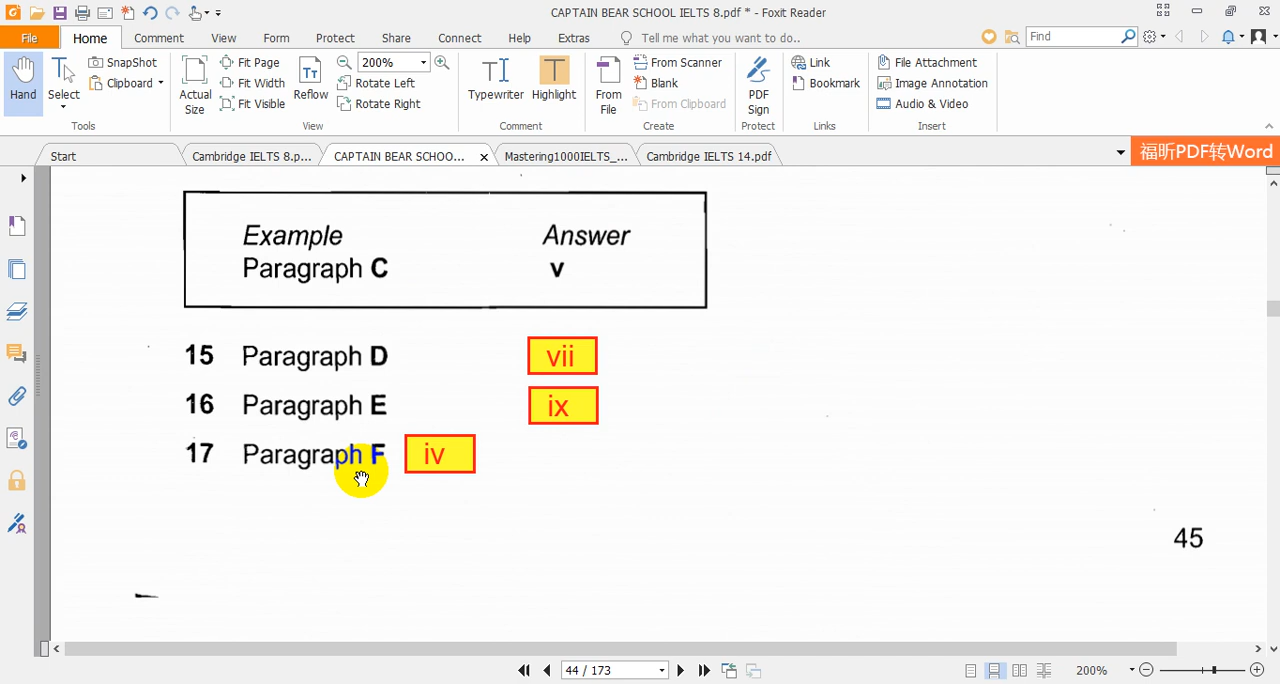 CAPTAIN BEAR SCHOOL IELTS 8.pdf * - Foxit Reader
File Home Comment View Form Protect Share Connect Help Extras Tell me what you want to do.. Find
Hand
Select
SnapShot
Clipboard
Tools
Actual Size
Fit Page
Fit Width
Fit Visible
Reflow
200%
Rotate Left
Rotate Right
View
Typewriter
Highlight
Comment
From File
From Scanner
Blank
From Clipboard
Create
PDF Sign
Protect
Link
Bookmark
Links
File Attachment
Image Annotation
Audio & Video
Insert
Start Cambridge IELTS 8.p... CAPTAIN BEAR SCHOO... Mastering1000IELTS_... Cambridge IELTS 14.pdf 福昕PDF转Word
Example Answer
Paragraph C v
15 Paragraph D vii
16 Paragraph E ix
17 Paragraph F iv
45
44 / 173 200%